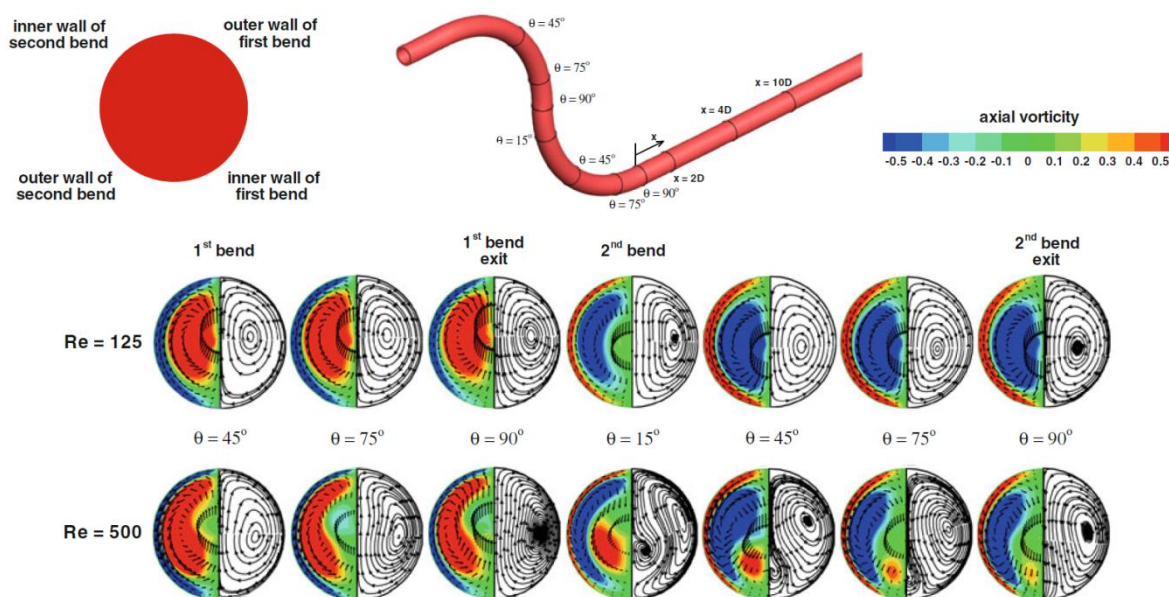 inner wall of
second bend
outer wall of
first bend
outer wall of
second bend
inner wall of
first bend
θ = 45°
θ = 75°
θ = 90°
θ = 15°
θ = 45°
θ = 75°
θ = 90°
x
x = 2D
x = 4D
x = 10D
axial vorticity
-0.5 -0.4 -0.3 -0.2 -0.1 0 0.1 0.2 0.3 0.4 0.5
1st bend
1st bend
exit
2nd bend
2nd bend
exit
Re = 125
θ = 45° θ = 75° θ = 90° θ = 15° θ = 45° θ = 75° θ = 90°
Re = 500